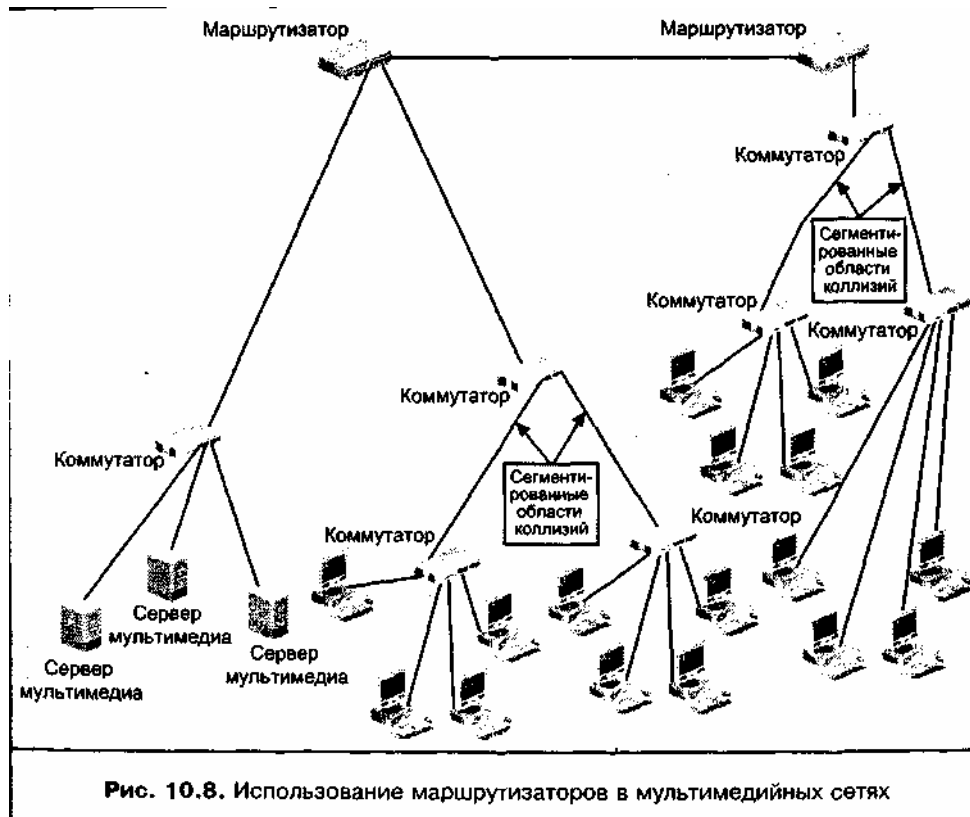 Маршрутизатор
Маршрутизатор
Коммутатор
Сегменти-
рованные
области
коллизий
Коммутатор
Коммутатор
Коммутатор
Коммутатор
Сегменти-
рованные
области
коллизий
Коммутатор
Коммутатор
Сервер
мультимедиа
Сервер
мультимедиа
Сервер
мультимедиа
Рис. 10.8. Использование маршрутизаторов в мультимедийных сетях